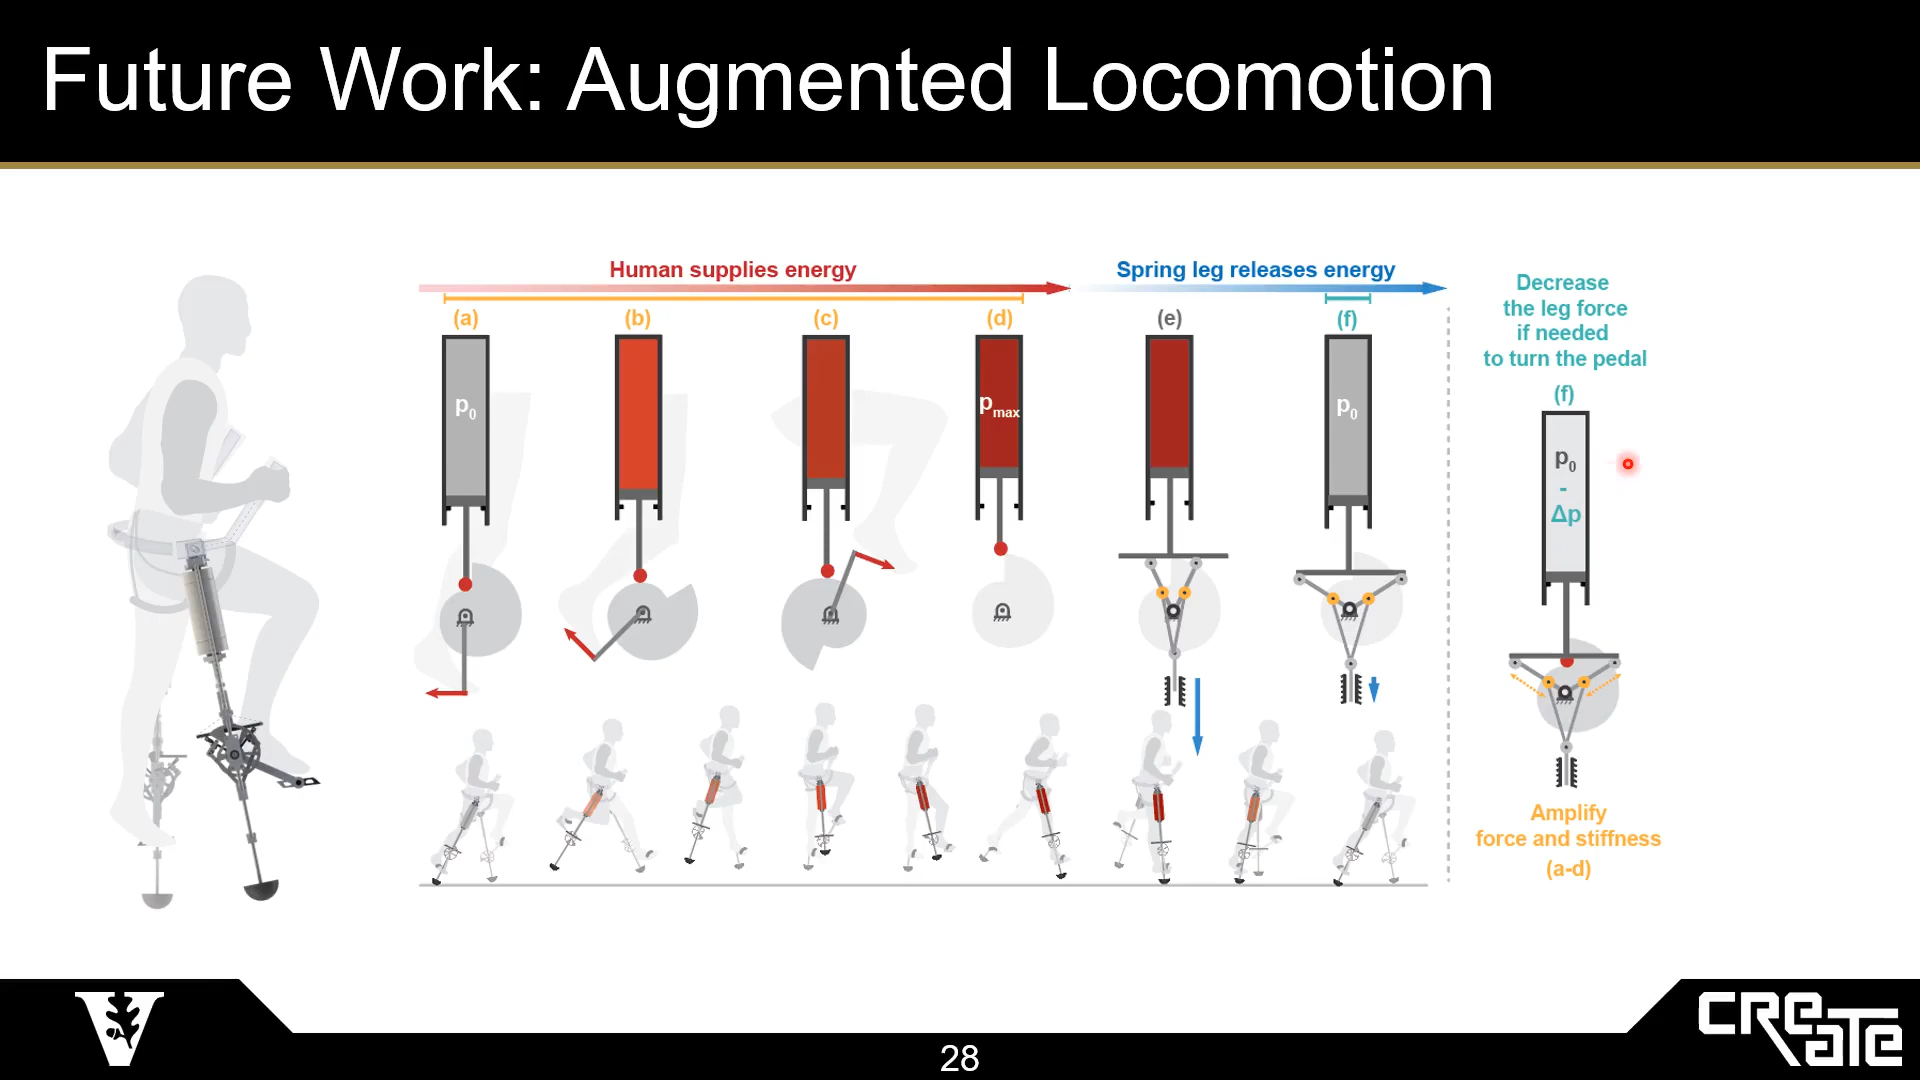 Future Work: Augmented Locomotion
Human supplies energy
Spring leg releases energy
(a)
(b)
(c)
(d)
(e)
(f)
p0
pmax
p0
Decrease
the leg force
if needed
to turn the pedal
(f)
p0
-
Δp
Amplify
force and stiffness
(a-d)
V
CREATE
28